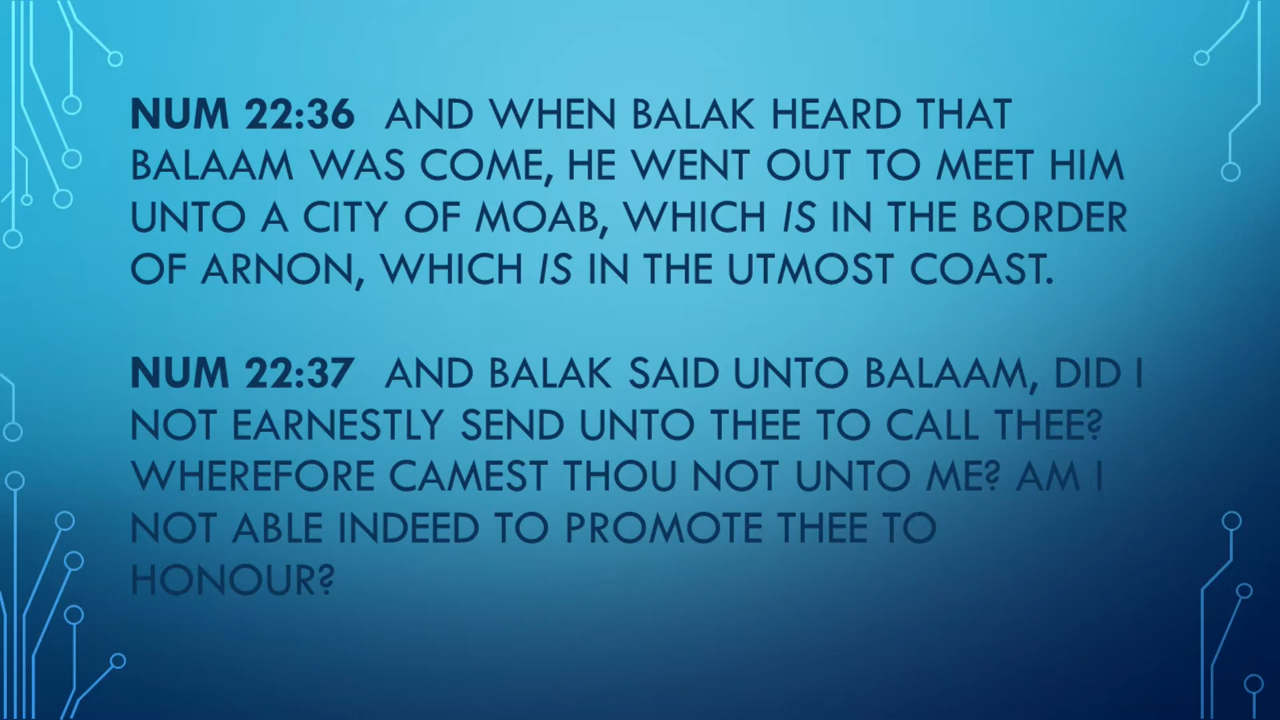 NUM 22:36 AND WHEN BALAK HEARD THAT
BALAAM WAS COME, HE WENT OUT TO MEET HIM
UNTO A CITY OF MOAB, WHICH IS IN THE BORDER
OF ARNON, WHICH IS IN THE UTMOST COAST.
NUM 22:37 AND BALAK SAID UNTO BALAAM, DID I
NOT EARNESTLY SEND UNTO THEE TO CALL THEE?
WHEREFORE CAMEST THOU NOT UNTO ME? AM I
NOT ABLE INDEED TO PROMOTE THEE TO
HONOUR?